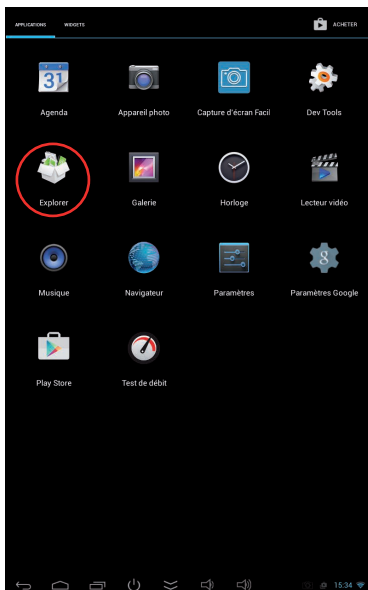 APPLICATIONS WIDGETS ACHETER
31
Agenda Appareil photo Capture d'écran Facil Dev Tools
Explorer Galerie Horloge Lecteur vidéo
8
Musique Navigateur Paramètres Paramètres Google
Play Store Test de débit
15:34